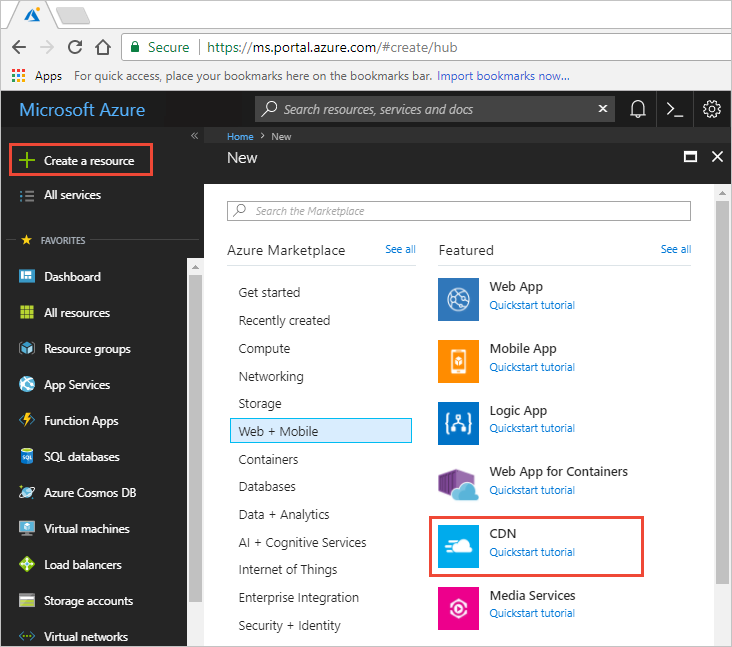 Secure https://ms.portal.azure.com/#create/hub
Apps For quick access, place your bookmarks here on the bookmarks bar. Import bookmarks now...
Microsoft Azure
Search resources, services and docs
Home > New
New
Create a resource
All services
FAVORITES
Dashboard
All resources
Resource groups
App Services
Function Apps
SQL databases
Azure Cosmos DB
Virtual machines
Load balancers
Storage accounts
Virtual networks
Search the Marketplace
Azure Marketplace See all
Get started
Recently created
Compute
Networking
Storage
Web + Mobile
Containers
Databases
Data + Analytics
AI + Cognitive Services
Internet of Things
Enterprise Integration
Security + Identity
Featured See all
Web App
Quickstart tutorial
Mobile App
Quickstart tutorial
Logic App
Quickstart tutorial
Web App for Containers
Quickstart tutorial
CDN
Quickstart tutorial
Media Services
Quickstart tutorial